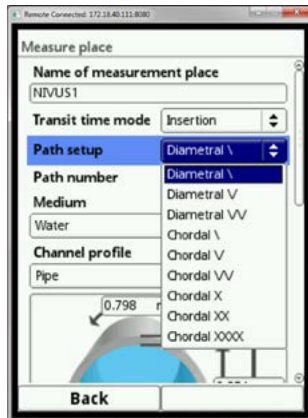 Remote Connected: 172.18.40.111:8080
Measure place
Name of measurement place
NIVUS1
Transit time mode Insertion
Path setup Diametral \
Path number Diametral \
Diametral \/
Medium Diametral \/\/
Water Chordal \
Chordal \/
Channel profile Chordal \/\/
Pipe Chordal X
Chordal XX
0.798 Chordal XXXX
Back